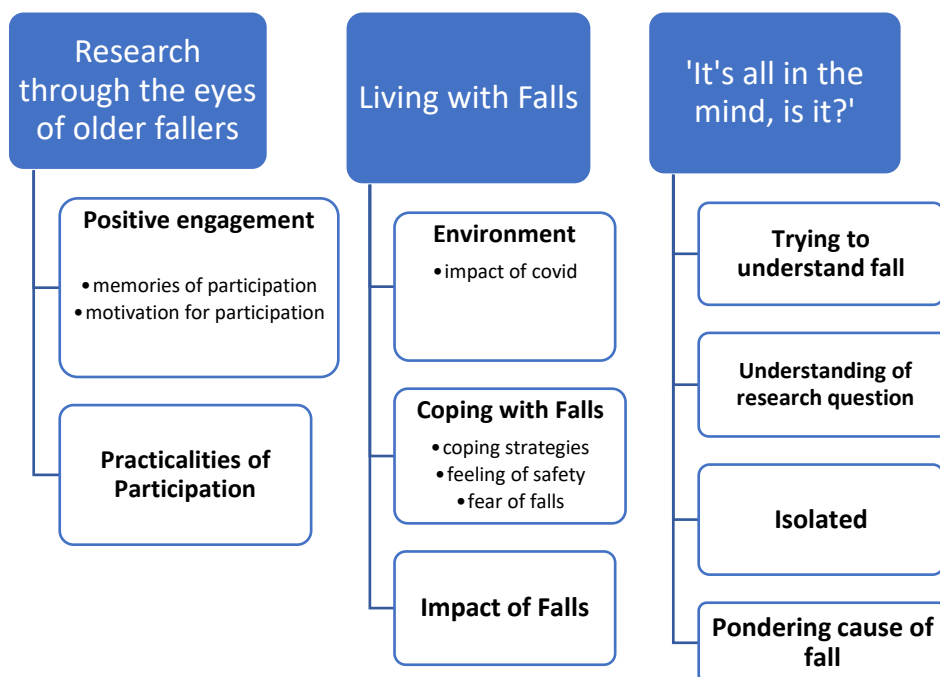 Research
through the eyes
of older fallers
Positive engagement
•memories of participation
•motivation for participation
Practicalities of
Participation
Living with Falls
Environment
•impact of covid
Coping with Falls
•coping strategies
•feeling of safety
•fear of falls
Impact of Falls
'It's all in the
mind, is it?'
Trying to
understand fall
Understanding of
research question
Isolated
Pondering cause of
fall